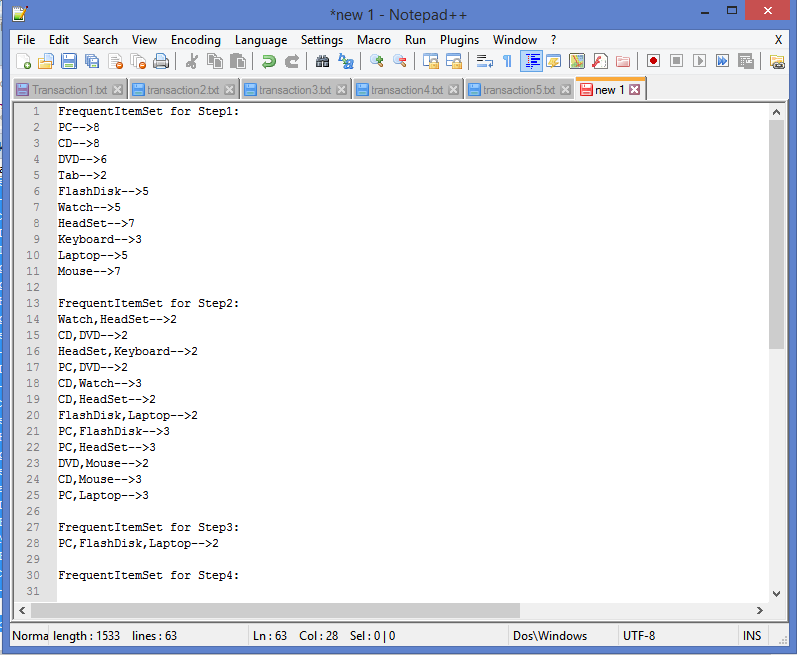 *new 1 - Notepad++
File Edit Search View Encoding Language Settings Macro Run Plugins Window ? X
Transaction1.txt transaction2.txt transaction3.txt transaction4.txt transaction5.txt new 1
1 FrequentItemSet for Step1:
2 PC-->8
3 CD-->8
4 DVD-->6
5 Tab-->2
6 FlashDisk-->5
7 Watch-->5
8 HeadSet-->7
9 Keyboard-->3
10 Laptop-->5
11 Mouse-->7
12
13 FrequentItemSet for Step2:
14 Watch,HeadSet-->2
15 CD,DVD-->2
16 HeadSet,Keyboard-->2
17 PC,DVD-->2
18 CD,Watch-->3
19 CD,HeadSet-->2
20 FlashDisk,Laptop-->2
21 PC,FlashDisk-->3
22 PC,HeadSet-->3
23 DVD,Mouse-->2
24 CD,Mouse-->3
25 PC,Laptop-->3
26
27 FrequentItemSet for Step3:
28 PC,FlashDisk,Laptop-->2
29
30 FrequentItemSet for Step4:
31
Norma length : 1533 lines : 63 Ln : 63 Col : 28 Sel : 0 | 0 Dos\Windows UTF-8 INS